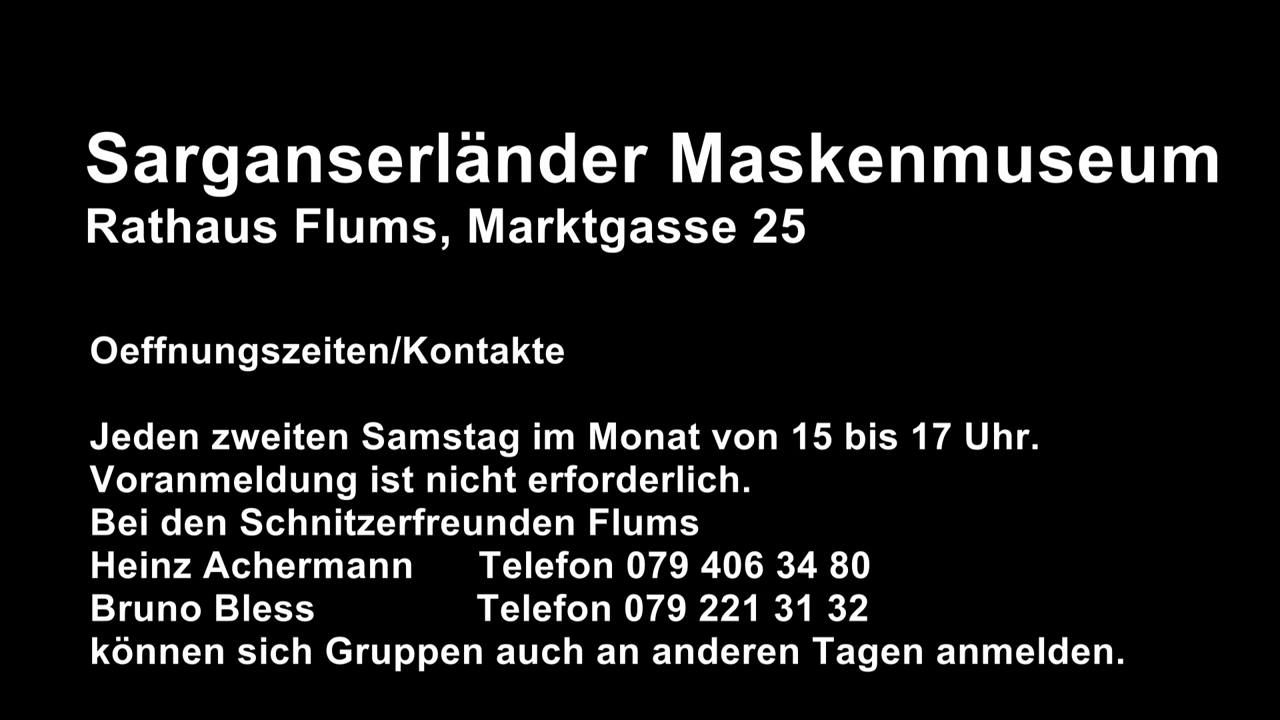 Sarganserländer Maskenmuseum
Rathaus Flums, Marktgasse 25
Oeffnungszeiten/Kontakte
Jeden zweiten Samstag im Monat von 15 bis 17 Uhr.
Voranmeldung ist nicht erforderlich.
Bei den Schnitzerfreunden Flums
Heinz Achermann Telefon 079 406 34 80
Bruno Bless Telefon 079 221 31 32
können sich Gruppen auch an anderen Tagen anmelden.